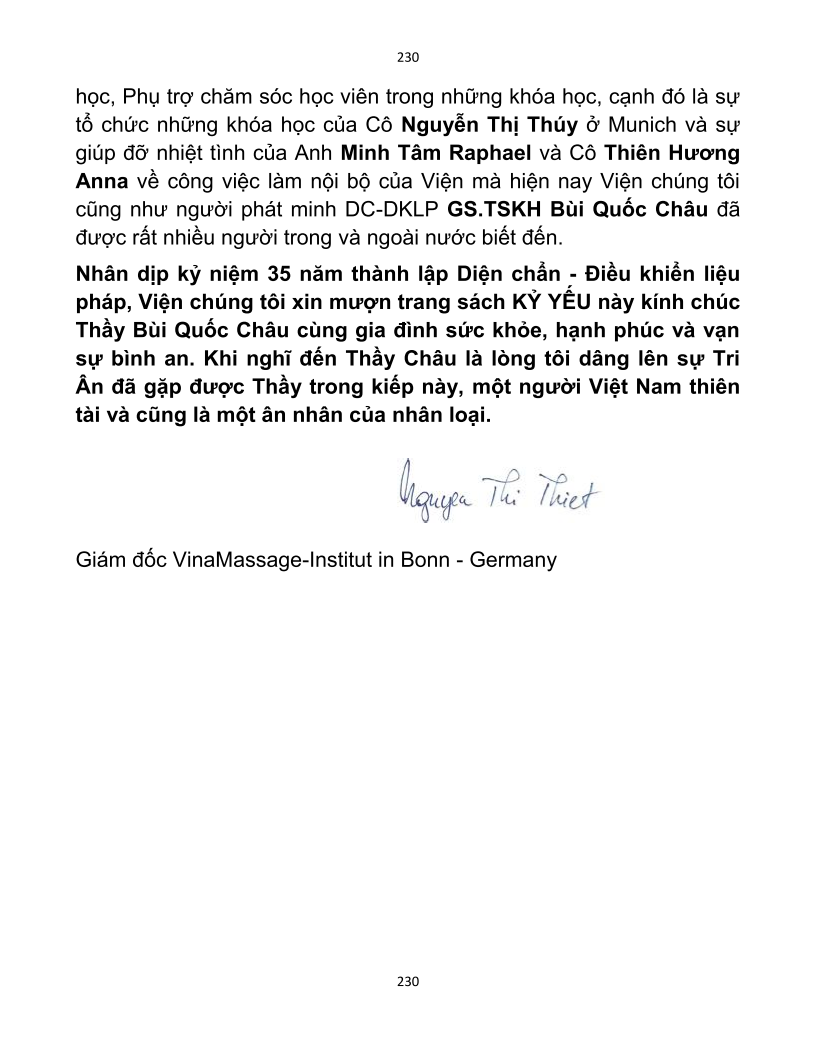 230
học, Phụ trợ chăm sóc học viên trong những khóa học, cạnh đó là sự
tổ chức những khóa học của Cô Nguyễn Thị Thúy ở Munich và sự
giúp đỡ nhiệt tình của Anh Minh Tâm Raphael và Cô Thiên Hương
Anna về công việc làm nội bộ của Viện mà hiện nay Viện chúng tôi
cũng như người phát minh DC-DKLP GS.TSKH Bùi Quốc Châu đã
được rất nhiều người trong và ngoài nước biết đến.
Nhân dịp kỷ niệm 35 năm thành lập Diện chẩn - Điều khiển liệu
pháp, Viện chúng tôi xin mượn trang sách KỶ YẾU này kính chúc
Thầy Bùi Quốc Châu cùng gia đình sức khỏe, hạnh phúc và vạn
sự bình an. Khi nghĩ đến Thầy Châu là lòng tôi dâng lên sự Tri
Ân đã gặp được Thầy trong kiếp này, một người Việt Nam thiên
tài và cũng là một ân nhân của nhân loại.
Nguyen Thi Thiet
Giám đốc VinaMassage-Institut in Bonn - Germany
230